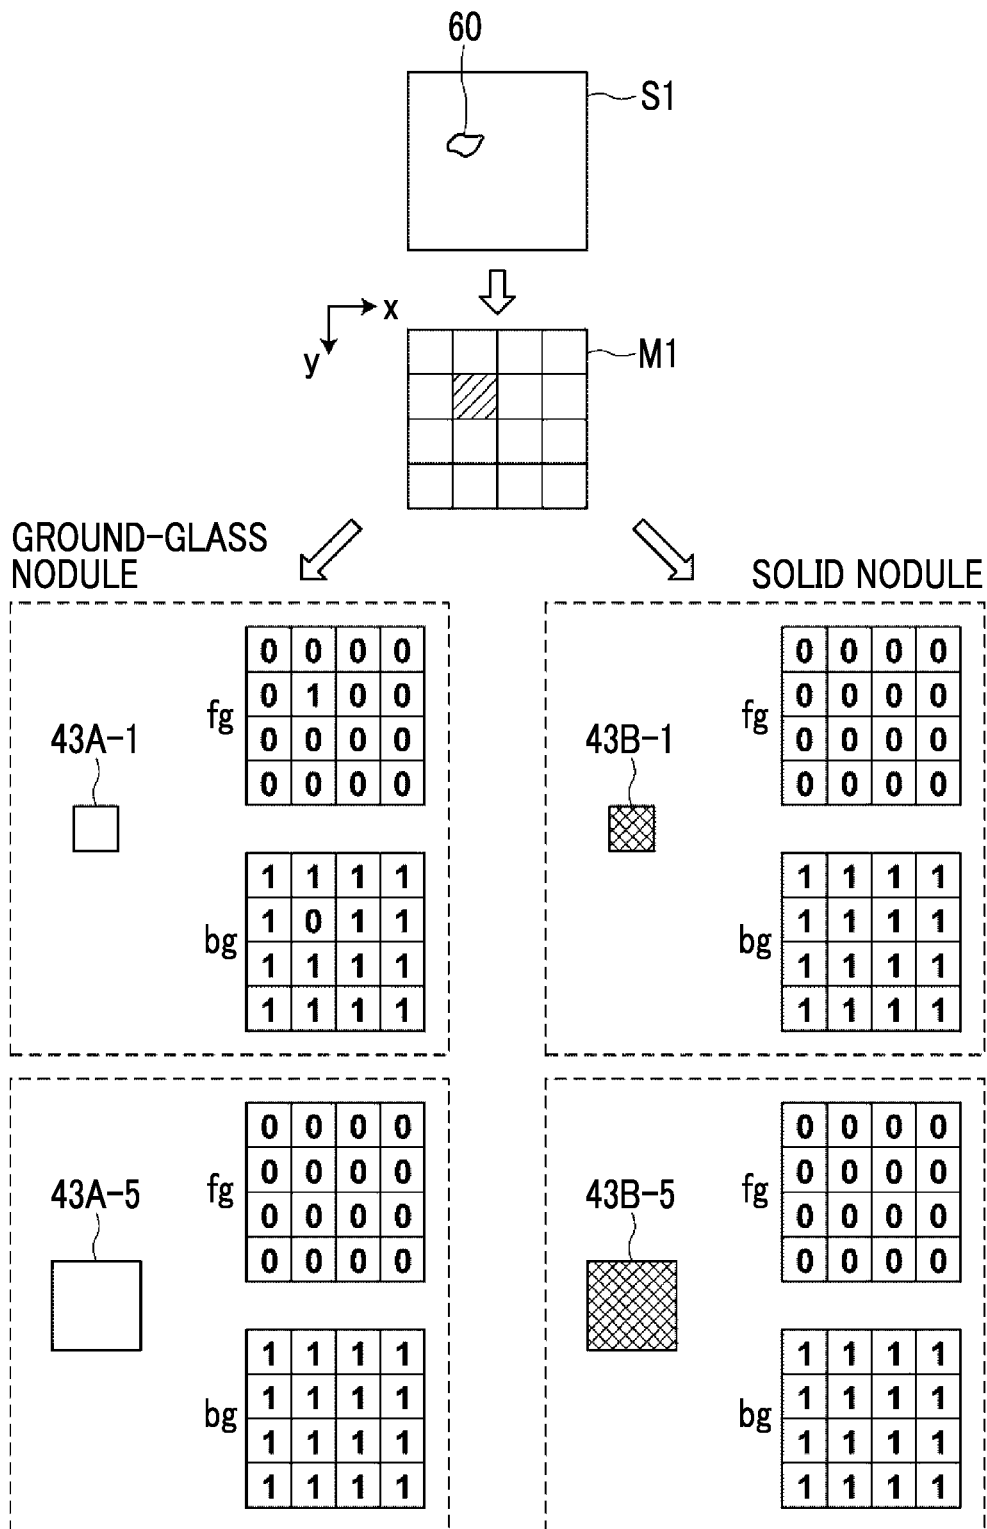 60
S1
x
y
M1
GROUND-GLASS
NODULE
SOLID NODULE
43A-1
fg
0 0 0 0
0 1 0 0
0 0 0 0
0 0 0 0
bg
1 1 1 1
1 0 1 1
1 1 1 1
1 1 1 1
43B-1
fg
0 0 0 0
0 0 0 0
0 0 0 0
0 0 0 0
bg
1 1 1 1
1 1 1 1
1 1 1 1
1 1 1 1
43A-5
fg
0 0 0 0
0 0 0 0
0 0 0 0
0 0 0 0
bg
1 1 1 1
1 1 1 1
1 1 1 1
1 1 1 1
43B-5
fg
0 0 0 0
0 0 0 0
0 0 0 0
0 0 0 0
bg
1 1 1 1
1 1 1 1
1 1 1 1
1 1 1 1